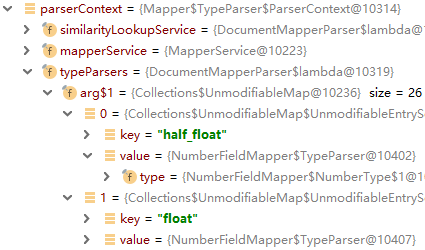 parserContext = {Mapper$TypeParser$ParserContext@10314}
f similarityLookupService = {DocumentMapperParser$lambda@1
f mapperService = {MapperService@10223}
f typeParsers = {DocumentMapperParser$lambda@10319}
f arg$1 = {Collections$UnmodifiableMap@10236} size = 26
0 = {Collections$UnmodifiableMap$UnmodifiableEntryS
key = "half_float"
value = {NumberFieldMapper$TypeParser@10402}
f type = {NumberFieldMapper$NumberType$1@10
1 = {Collections$UnmodifiableMap$UnmodifiableEntryS
key = "float"
value = {NumberFieldMapper$TypeParser@10407}